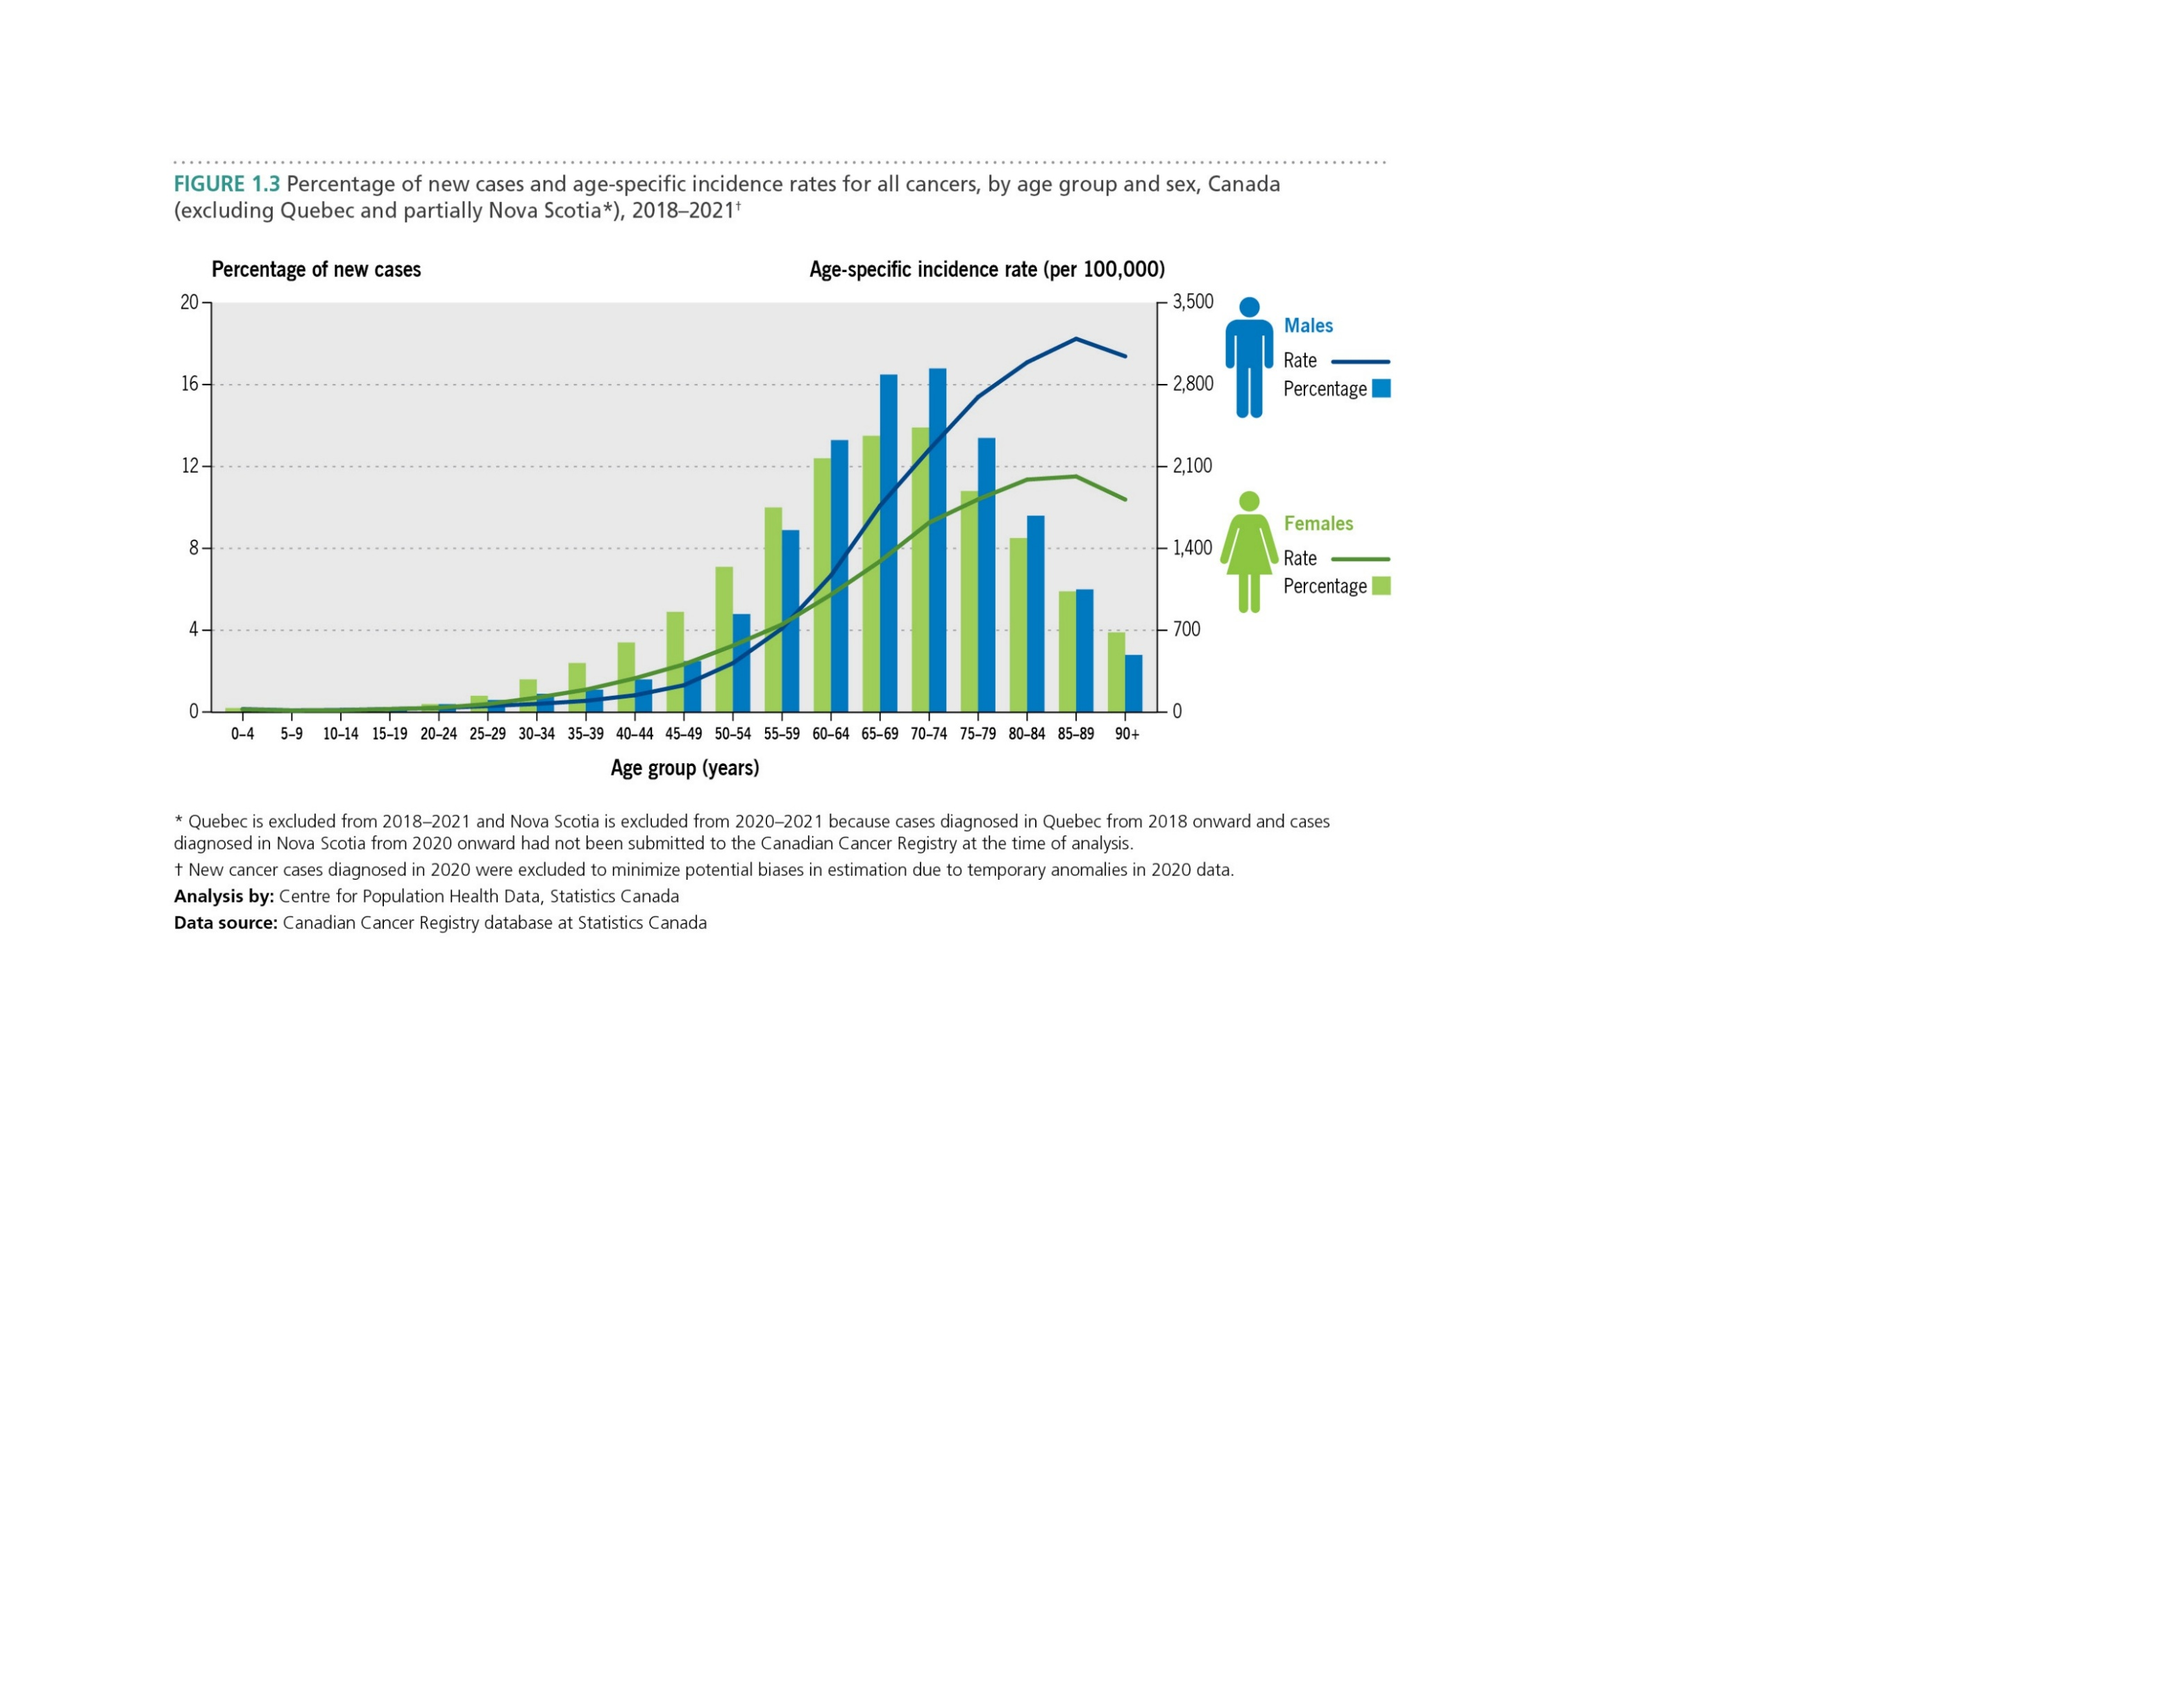 FIGURE 1.3 Percentage of new cases and age-specific incidence rates for all cancers, by age group and sex, Canada
(excluding Quebec and partially Nova Scotia*), 2018–2021†
Percentage of new cases
Age-specific incidence rate (per 100,000)
20
16
12
8
4
0
3,500
2,800
2,100
1,400
700
0
Males
Rate
Percentage
Females
Rate
Percentage
0–4 5–9 10–14 15–19 20–24 25–29 30–34 35–39 40–44 45–49 50–54 55–59 60–64 65–69 70–74 75–79 80–84 85–89 90+
Age group (years)
* Quebec is excluded from 2018–2021 and Nova Scotia is excluded from 2020–2021 because cases diagnosed in Quebec from 2018 onward and cases
diagnosed in Nova Scotia from 2020 onward had not been submitted to the Canadian Cancer Registry at the time of analysis.
† New cancer cases diagnosed in 2020 were excluded to minimize potential biases in estimation due to temporary anomalies in 2020 data.
Analysis by: Centre for Population Health Data, Statistics Canada
Data source: Canadian Cancer Registry database at Statistics Canada